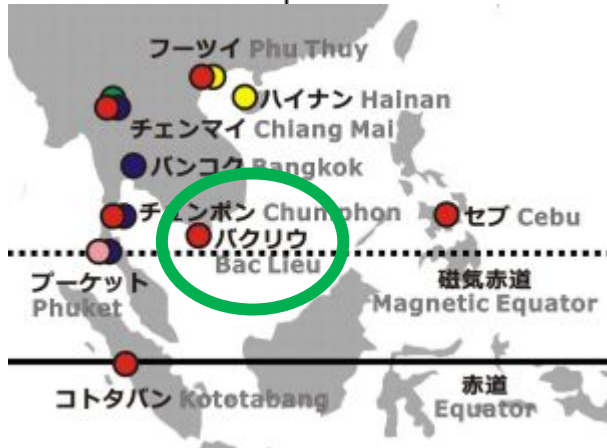 フーツイ Phu Thuy
ハイナン Hainan
チェンマイ Chiang Mai
バンコク Bangkok
チェンポン Chumphon
セブ Cebu
バクリウ
Bac Lieu
プーケット
Phuket
磁気赤道
Magnetic Equator
コトタバン Kototabang
赤道
Equator